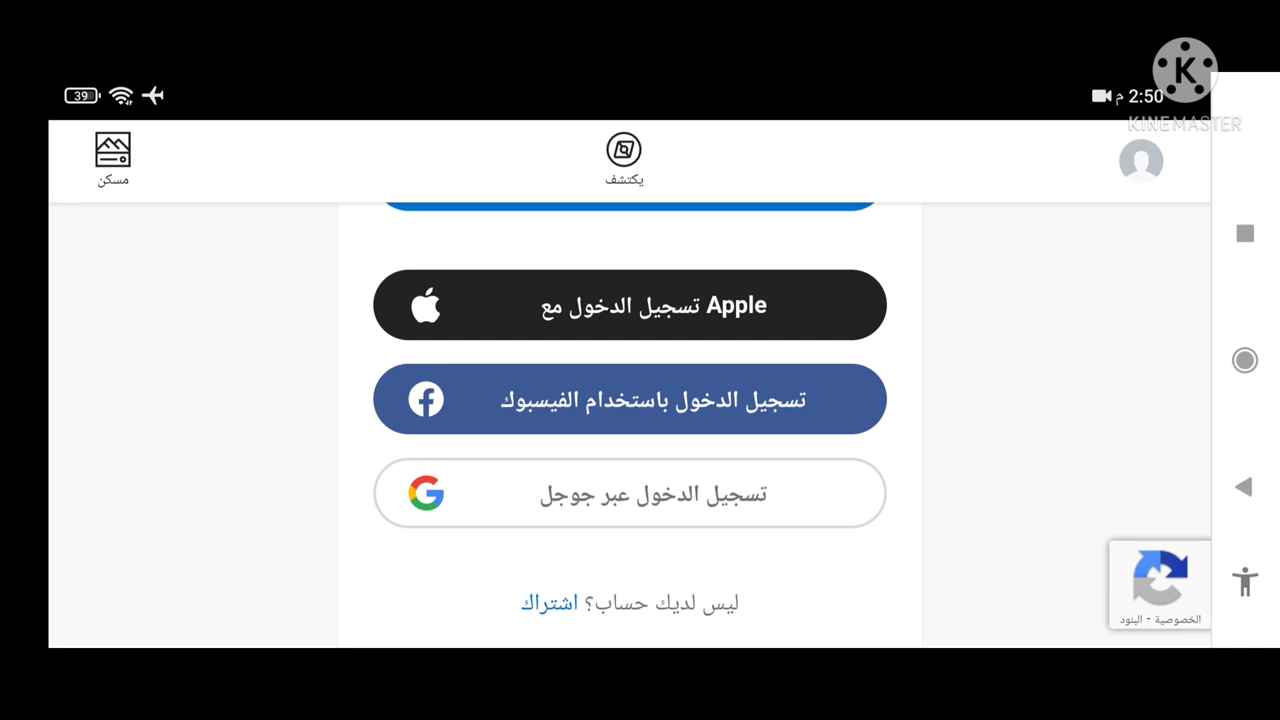 39
2:50 م
KINEMASTER
مسكن
يكتشف
تسجيل الدخول مع Apple
تسجيل الدخول باستخدام الفيسبوك
تسجيل الدخول عبر جوجل
ليس لديك حساب؟ اشتراك
الخصوصية - البنود